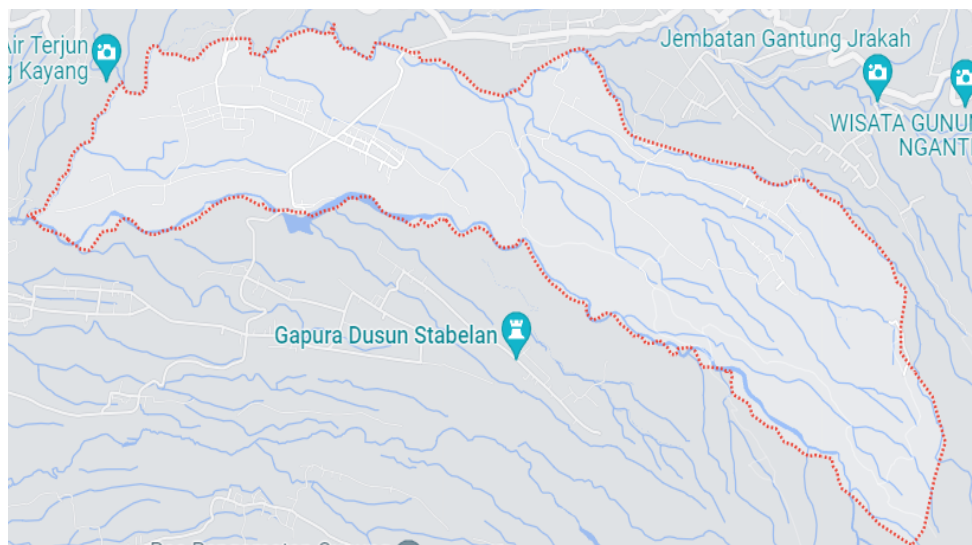 Air Terjun
g Kayang
Jembatan Gantung Jrakah
WISATA GUNUN
NGANT
Gapura Dusun Stabelan